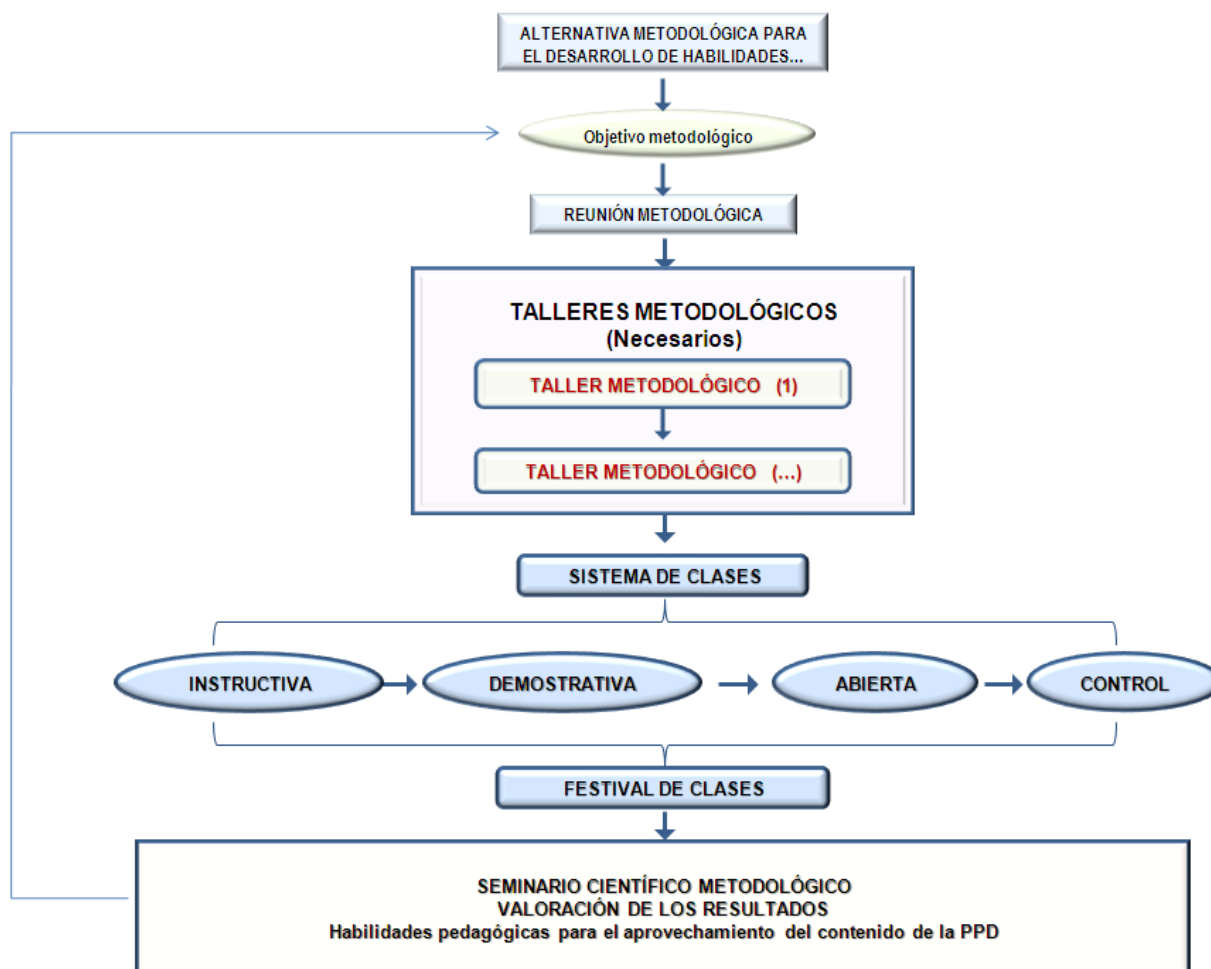 ALTERNATIVA METODOLÓGICA PARA
EL DESARROLLO DE HABILIDADES...
Objetivo metodológico
REUNIÓN METODOLÓGICA
TALLERES METODOLÓGICOS
(Necesarios)
TALLER METODOLÓGICO (1)
TALLER METODOLÓGICO (...)
SISTEMA DE CLASES
INSTRUCTIVA
DEMOSTRATIVA
ABIERTA
CONTROL
FESTIVAL DE CLASES
SEMINARIO CIENTÍFICO METODOLÓGICO
VALORACIÓN DE LOS RESULTADOS
Habilidades pedagógicas para el aprovechamiento del contenido de la PPD